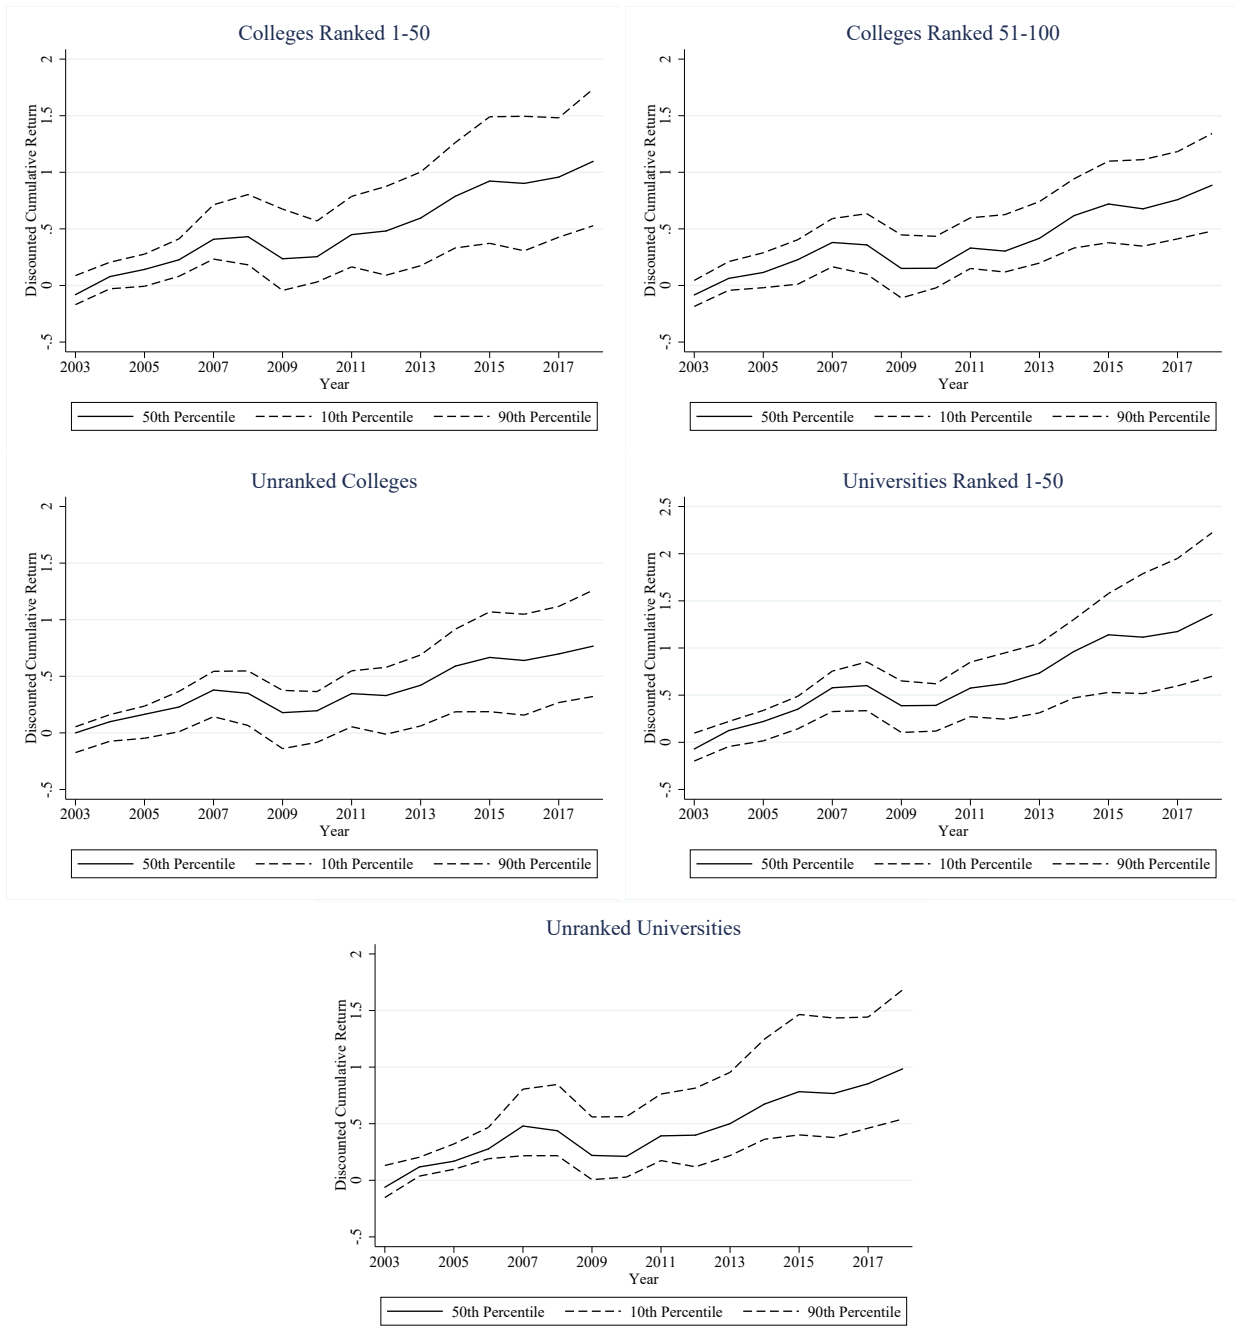 Colleges Ranked 1-50
Discounted Cumulative Return
2
1.5
1
.5
0
-.5
2003 2005 2007 2009 2011 2013 2015 2017
Year
50th Percentile 10th Percentile 90th Percentile
Colleges Ranked 51-100
Discounted Cumulative Return
2
1.5
1
.5
0
-.5
2003 2005 2007 2009 2011 2013 2015 2017
Year
50th Percentile 10th Percentile 90th Percentile
Unranked Colleges
Discounted Cumulative Return
2
1.5
1
.5
0
-.5
2003 2005 2007 2009 2011 2013 2015 2017
Year
50th Percentile 10th Percentile 90th Percentile
Universities Ranked 1-50
Discounted Cumulative Return
2.5
2
1.5
1
.5
0
-.5
2003 2005 2007 2009 2011 2013 2015 2017
Year
50th Percentile 10th Percentile 90th Percentile
Unranked Universities
Discounted Cumulative Return
2
1.5
1
.5
0
-.5
2003 2005 2007 2009 2011 2013 2015 2017
Year
50th Percentile 10th Percentile 90th Percentile